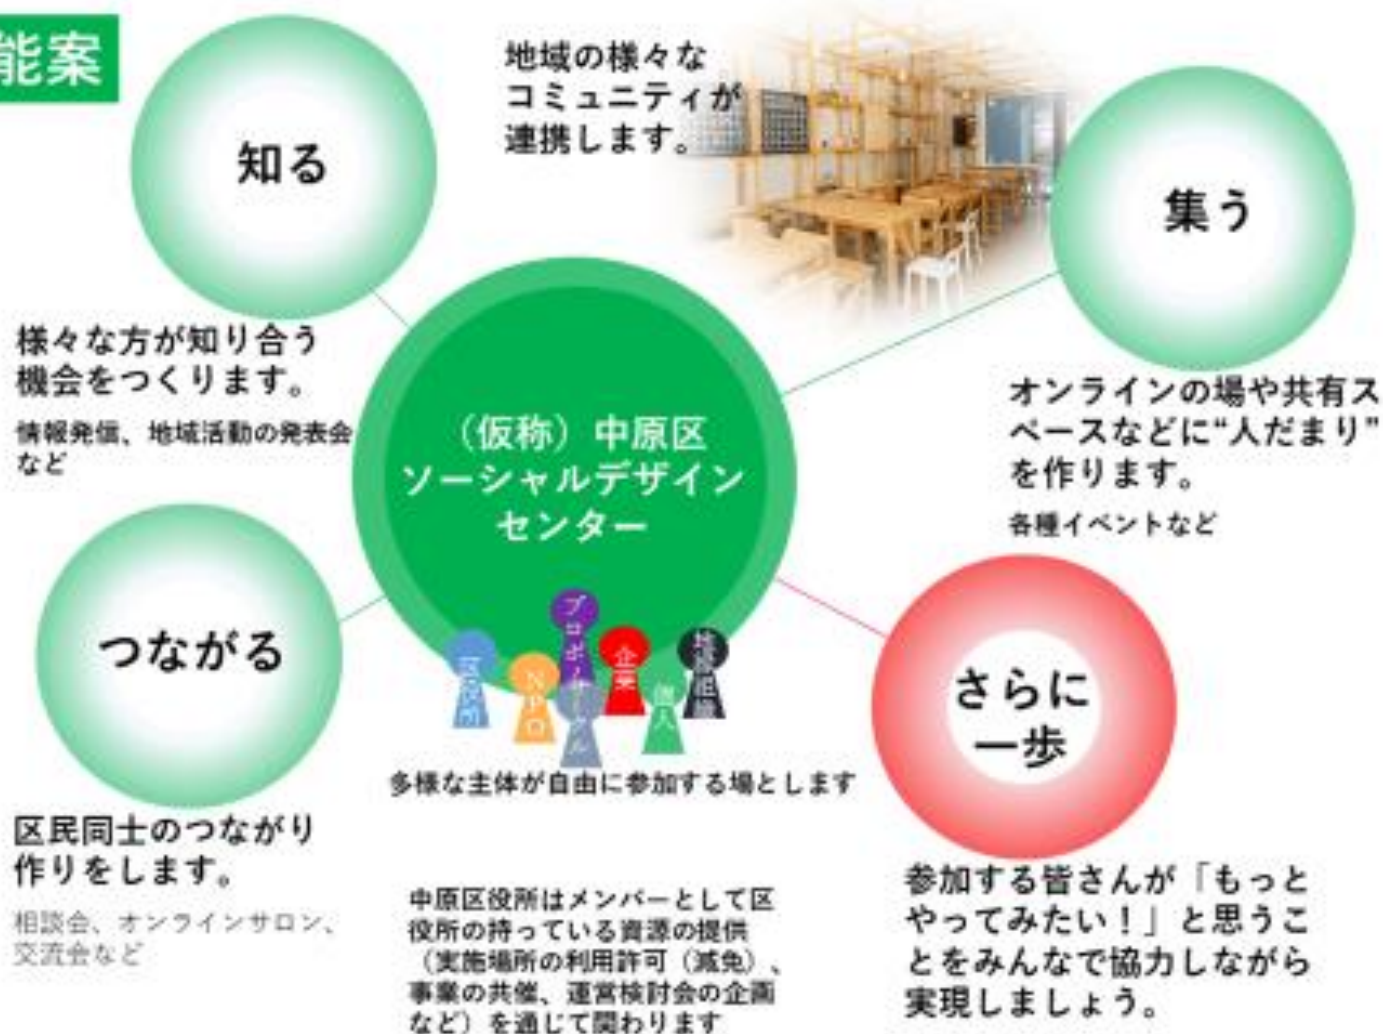 能案
知る
様々な方が知り合う
機会をつくります。
情報発信、地域活動の発表会
など
地域の様々な
コミュニティが
連携します。
集う
オンラインの場や共有ス
ペースなどに“人だまり”
を作ります。
各種イベントなど
（仮称）中原区
ソーシャルデザイン
センター
NPO
企業
個人
地縁組織
多様な主体が自由に参加する場とします
つながる
区民同士のつながり
作りをします。
相談会、オンラインサロン、
交流会など
中原区役所はメンバーとして区
役所の持っている資源の提供
（実施場所の利用許可（減免）、
事業の共催、運営検討会の企画
など）を通じて関わります
さらに
一歩
参加する皆さんが「もっと
やってみたい！」と思うこ
とをみんなで協力しながら
実現しましょう。